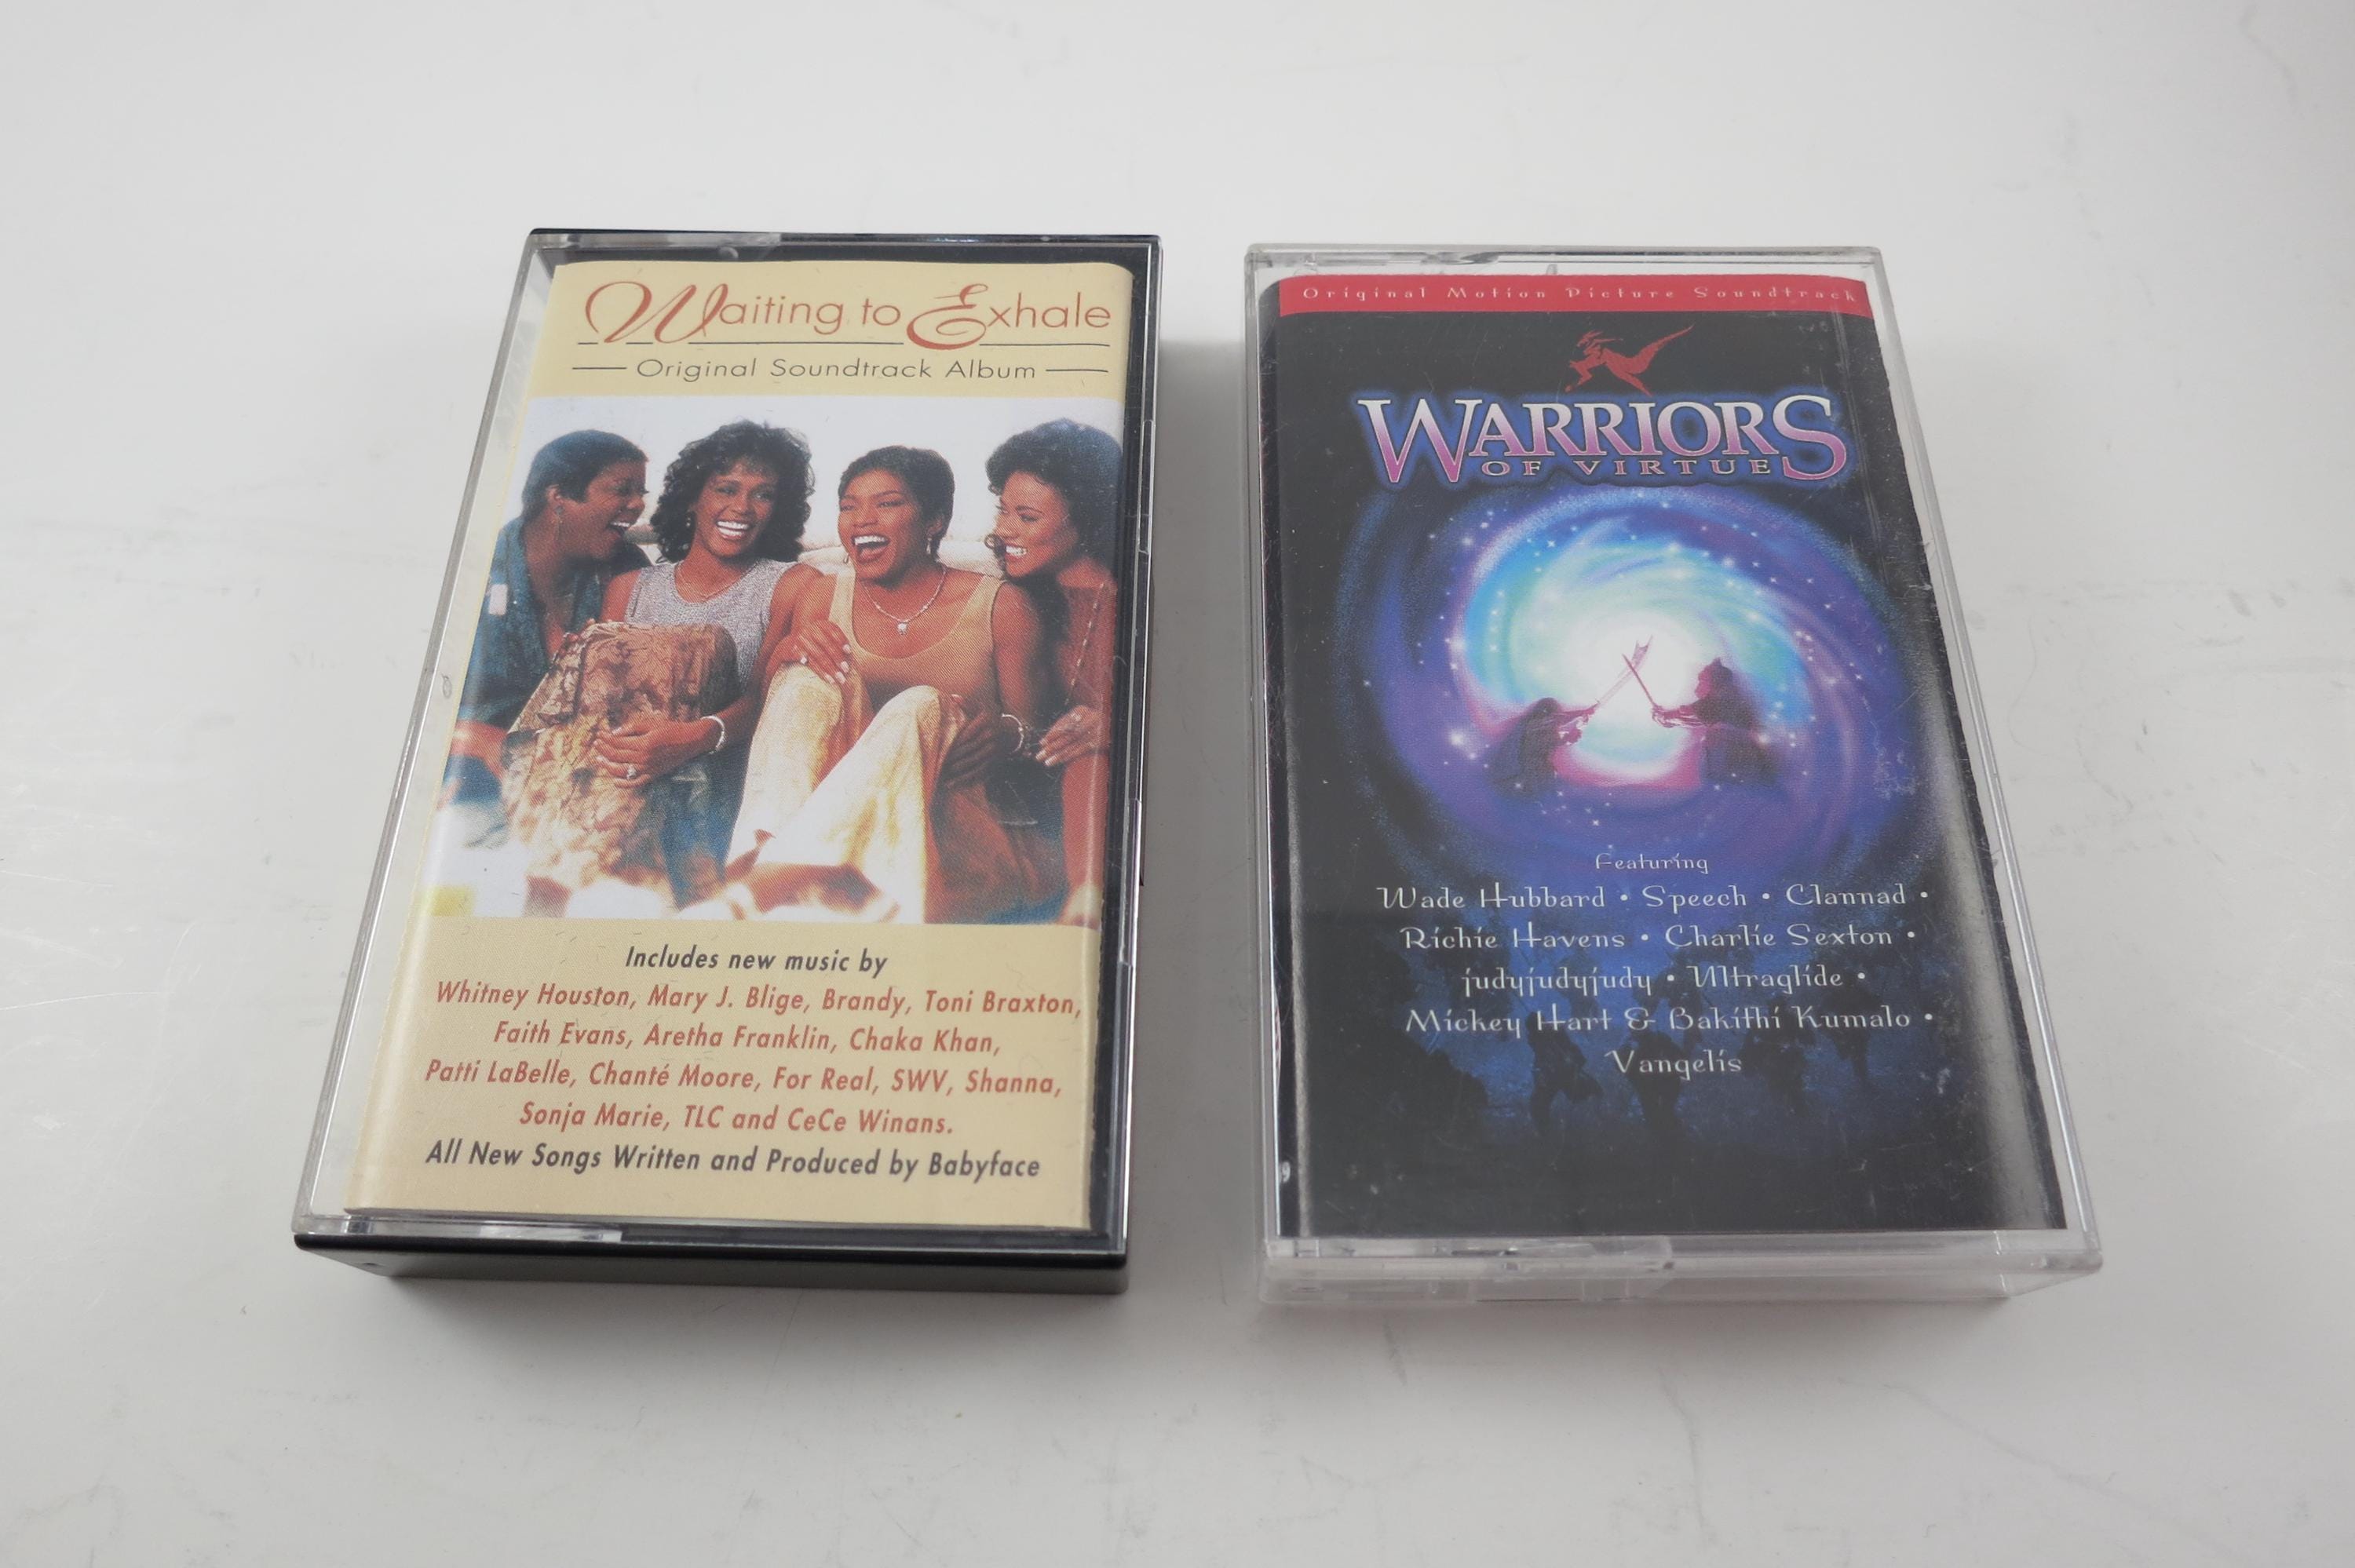 Waiting to Exhale
Original Soundtrack Album
Includes new music by
Whitney Houston, Mary J. Blige, Brandy, Toni Braxton,
Faith Evans, Aretha Franklin, Chaka Khan,
Patti LaBelle, Chanté Moore, For Real, SWV, Shanna,
Sonja Marie, TLC and CeCe Winans.
All New Songs Written and Produced by Babyface
Original Motion Picture Soundtrack
WARRIORS
OF VIRTUE
Featuring
Wade Hubbard • Speech • Clannad •
Richie Havens • Charlie Sexton •
judyjudyjudy • Ultraglide •
Mickey Hart & Bakithi Kumalo •
Vangelis